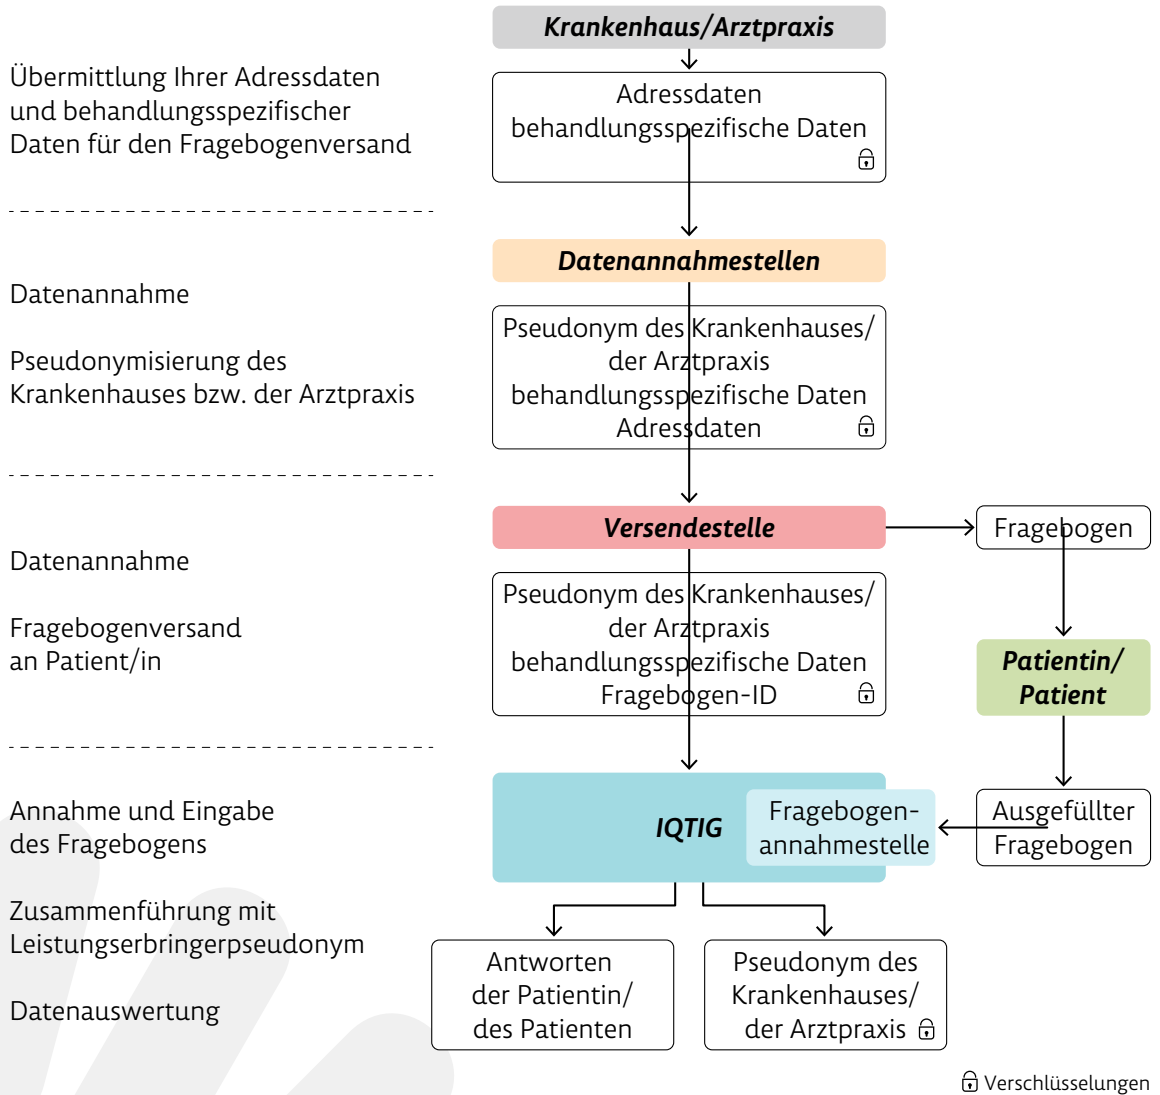 Krankenhaus/Arztpraxis
Übermittlung Ihrer Adressdaten
und behandlungsspezifischer
Daten für den Fragebogenversand
Adressdaten
behandlungsspezifische Daten
Datenannahmestellen
Datenannahme
Pseudonymisierung des
Krankenhauses bzw. der Arztpraxis
Pseudonym des Krankenhauses/
der Arztpraxis
behandlungsspezifische Daten
Adressdaten
Versendestelle
Fragebogen
Datenannahme
Fragebogenversand
an Patient/in
Pseudonym des Krankenhauses/
der Arztpraxis
behandlungsspezifische Daten
Fragebogen-ID
Patientin/
Patient
Annahme und Eingabe
des Fragebogens
Zusammenführung mit
Leistungserbringerpseudonym
Datenauswertung
IQTIG
Fragebogen-
annahmestelle
Ausgefüllter
Fragebogen
Antworten
der Patientin/
des Patienten
Pseudonym des
Krankenhauses/
der Arztpraxis
Verschlüsselungen